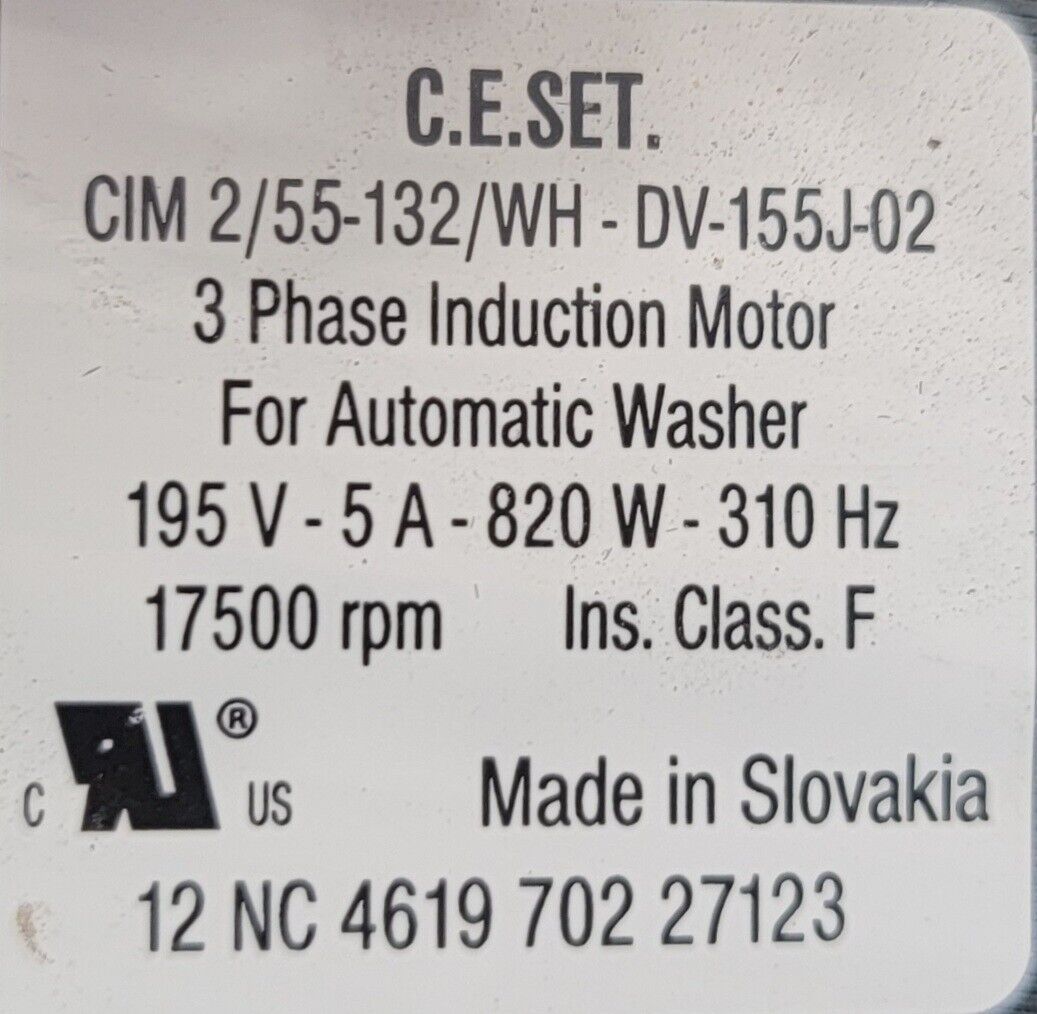 C.E.SET.
CIM 2/55-132/WH - DV-155J-02
3 Phase Induction Motor
For Automatic Washer
195 V - 5 A - 820 W - 310 Hz
17500 rpm Ins. Class. F
C RU ® US
Made in Slovakia
12 NC 4619 702 27123